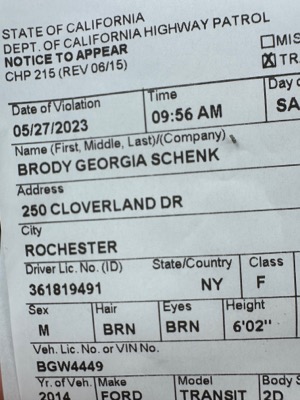 STATE OF CALIFORNIA
DEPT. OF CALIFORNIA HIGHWAY PATROL
NOTICE TO APPEAR
CHP 215 (REV 06/15)
Date of Violation Time
05/27/2023 09:56 AM
Name (First, Middle, Last)/(Company)
BRODY GEORGIA SCHENK
Address
250 CLOVERLAND DR
City
ROCHESTER
Driver Lic. No. (ID) State/Country Class
361819491 NY F
Sex Hair Eyes Height
M BRN BRN 6'02"
Veh. Lic. No. or VIN No.
BGW4449
Yr. of Veh. Make Model Body S
2014 FORD TRANSIT 2D